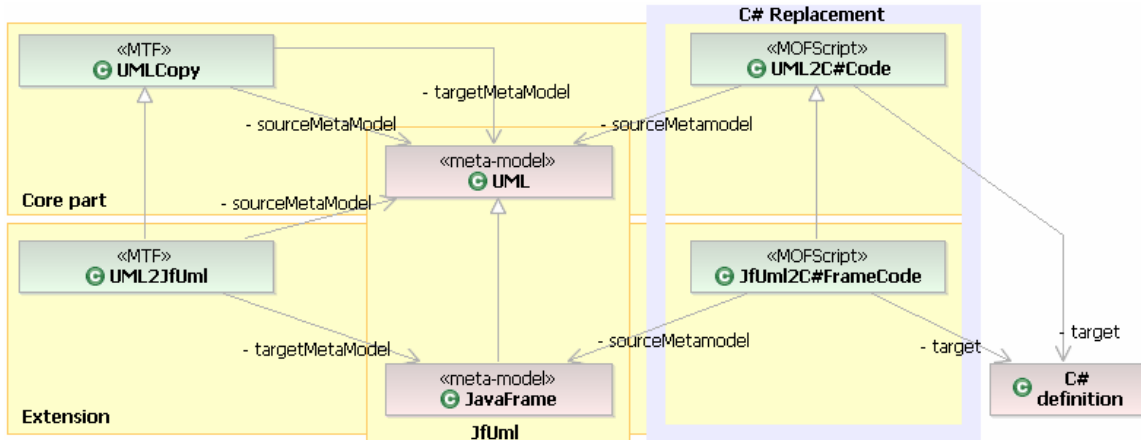 C# Replacement
«MTF»
UMLCopy
«MOFScript»
UML2C#Code
- targetMetaModel
- sourceMetaModel
- sourceMetamodel
«meta-model»
UML
Core part
- sourceMetaModel
«MTF»
UML2JfUml
«MOFScript»
JfUml2C#FrameCode
- targetMetaModel
- sourceMetamodel
- target
- target
«meta-model»
JavaFrame
C#
definition
Extension
JfUml